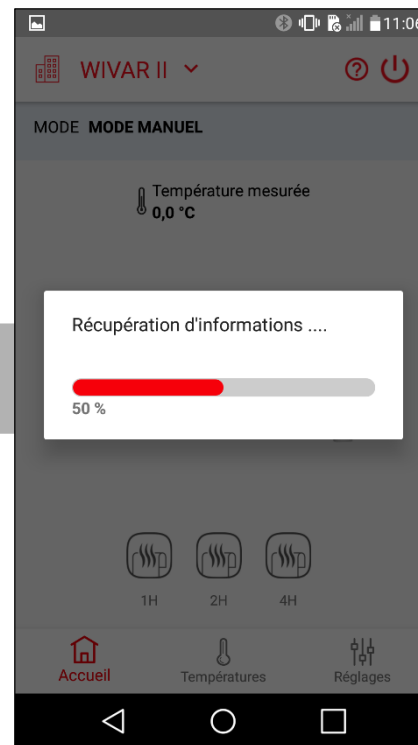 11:06
WIVAR II
MODE MODE MANUEL
Température mesurée
0,0 °C
Récupération d'informations ....
50 %
1H 2H 4H
Accueil Températures Réglages